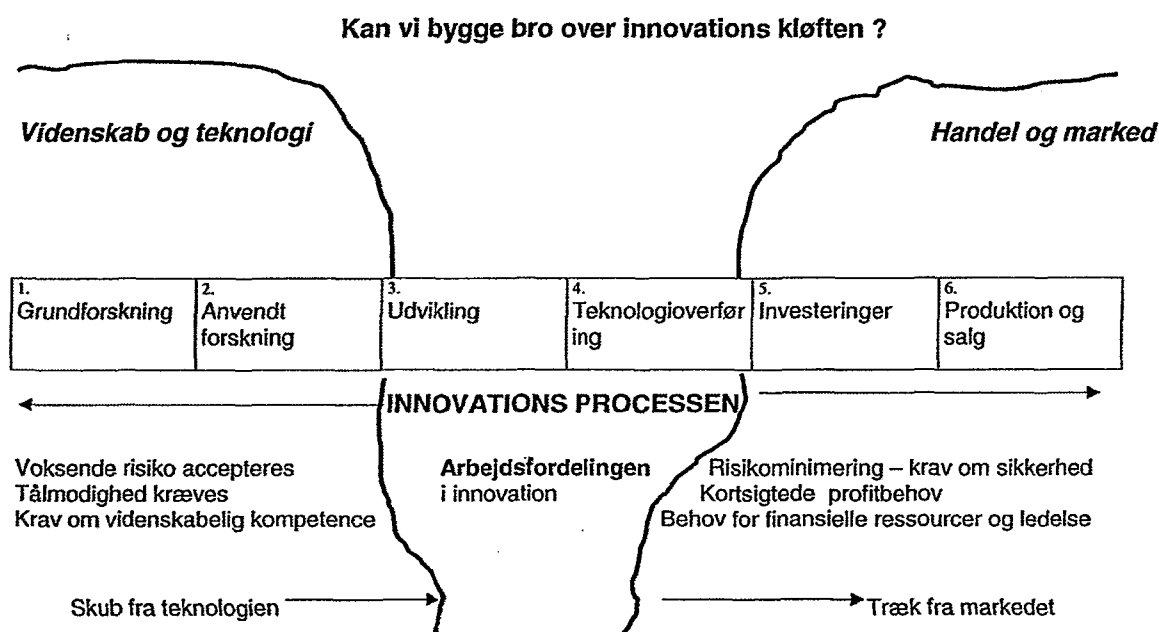 Kan vi bygge bro over innovations kløften ?
Videnskab og teknologi
Handel og marked
1.
Grundforskning
2.
Anvendt
forskning
3.
Udvikling
4.
Teknologioverfør
ing
5.
Investeringer
6.
Produktion og
salg
INNOVATIONS PROCESSEN
Voksende risiko accepteres
Tålmodighed kræves
Krav om videnskabelig kompetence
Arbejdsfordelingen
i innovation
Risikominimering – krav om sikkerhed
Kortsigtede profitbehov
Behov for finansielle ressourcer og ledelse
Skub fra teknologien
Træk fra markedet